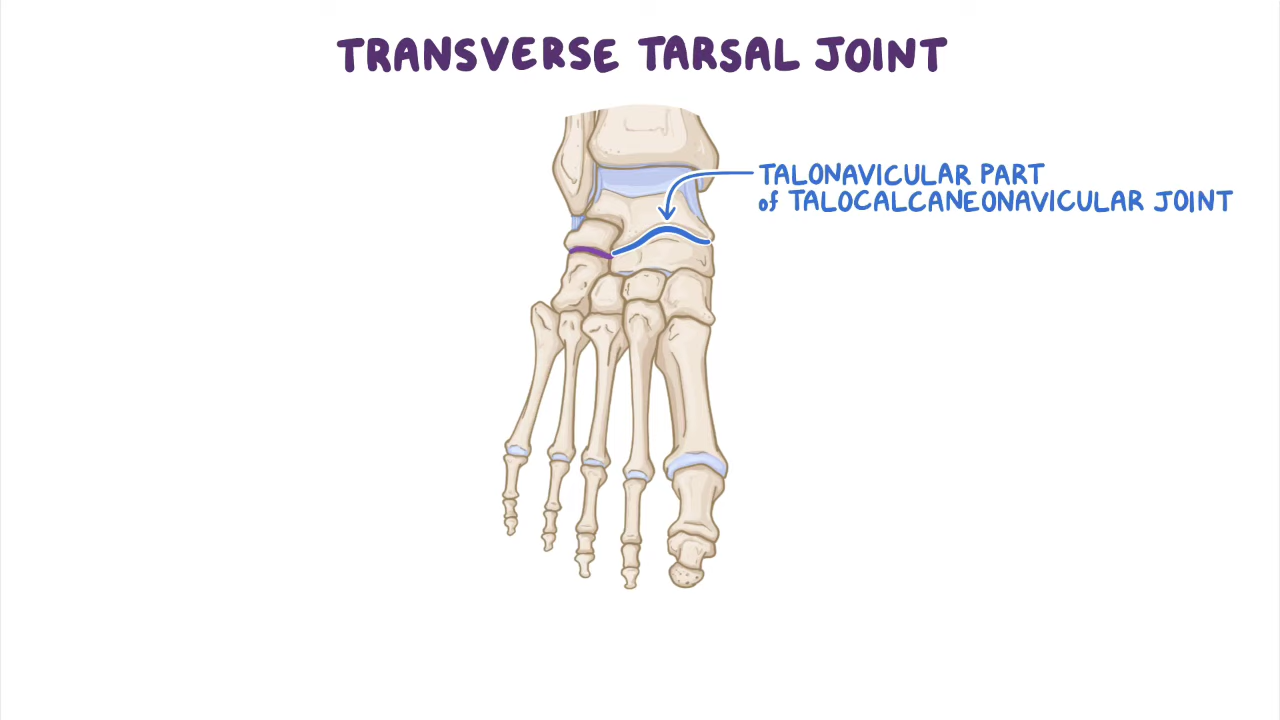 TRANSVERSE TARSAL JOINT
TALONAVICULAR PART
of TALOCALCANEONAVICULAR JOINT